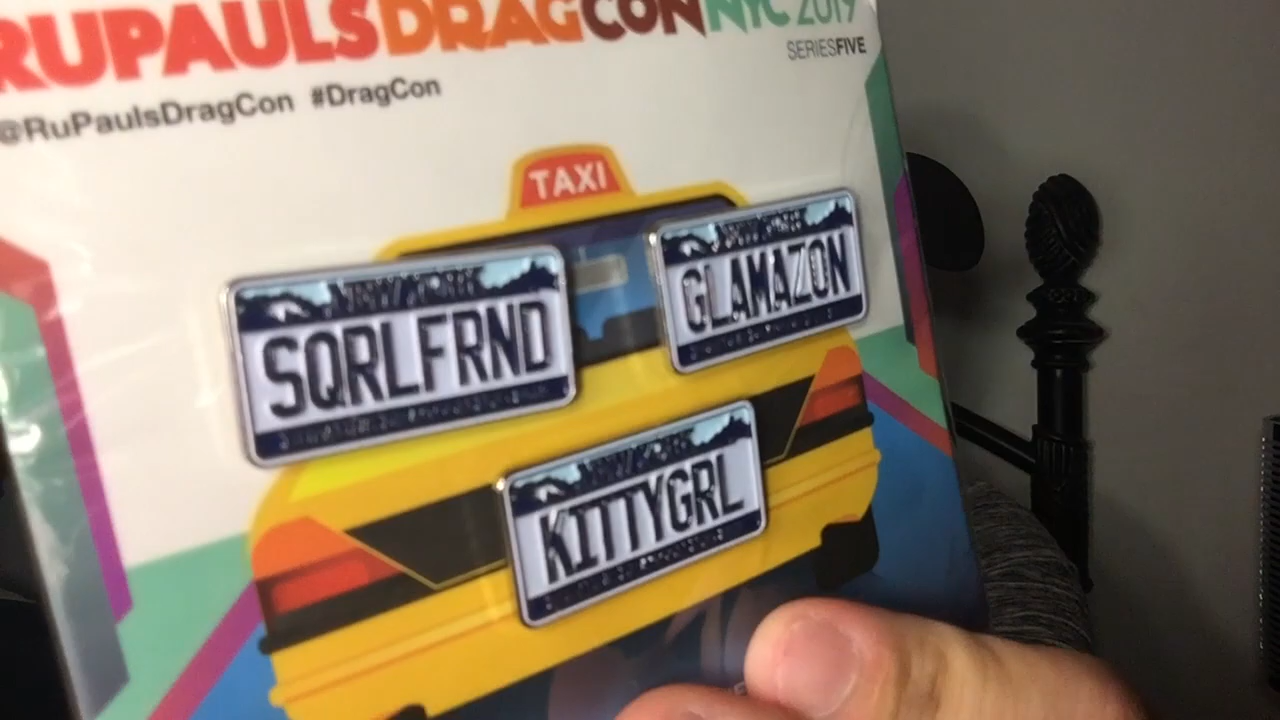 RUPAULSDRAGCONNYC 2019
SERIESFIVE
@RuPaulsDragCon #DragCon
TAXI
SQRLFRND
GLAMAZON
KITTYGRL